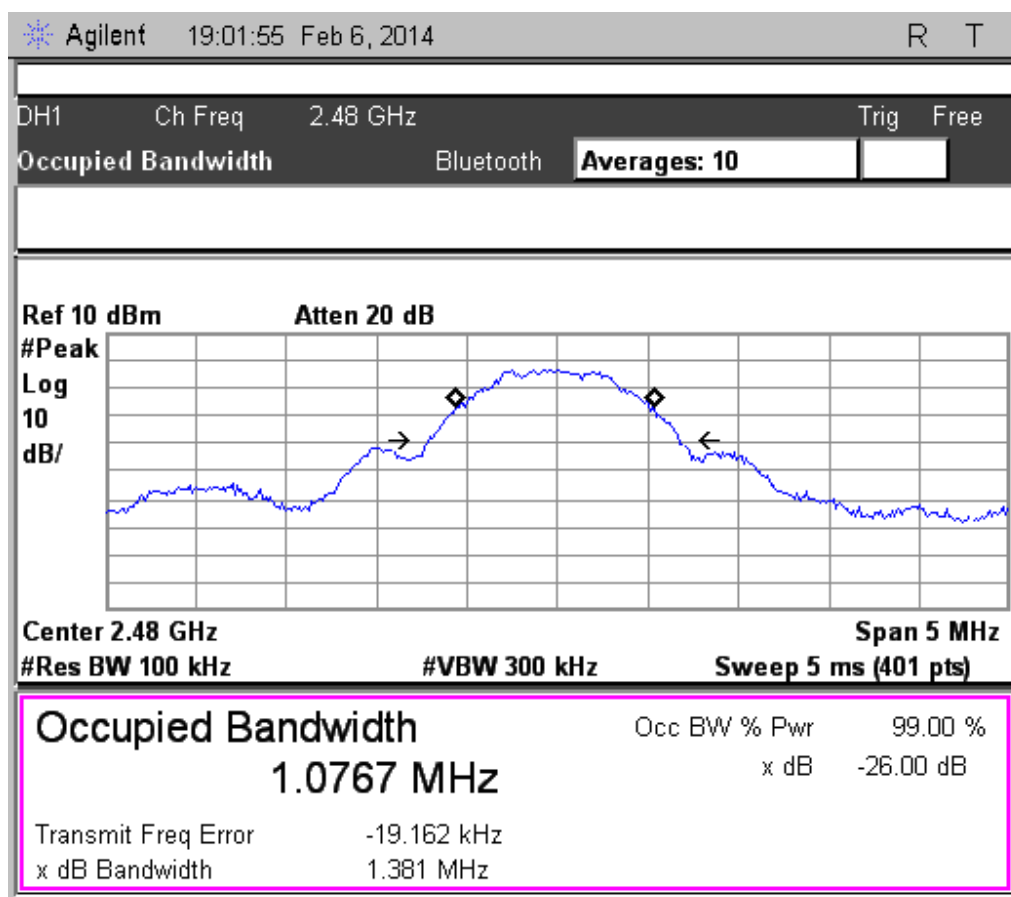 Agilent 19:01:55 Feb 6, 2014 R T
DH1 Ch Freq 2.48 GHz Trig Free
Occupied Bandwidth Bluetooth Averages: 10
Ref 10 dBm Atten 20 dB
#Peak
Log
10
dB/
Center 2.48 GHz Span 5 MHz
#Res BW 100 kHz #VBW 300 kHz Sweep 5 ms (401 pts)
Occupied Bandwidth Occ BW % Pwr 99.00 %
1.0767 MHz x dB -26.00 dB
Transmit Freq Error -19.162 kHz
x dB Bandwidth 1.381 MHz